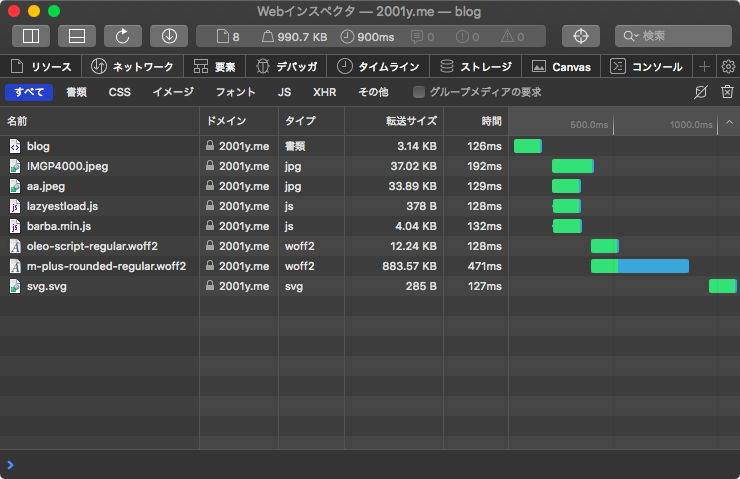 Webインスペクタ — 2001y.me — blog
8 990.7 KB 900ms 0 0 0 検索
リソース ネットワーク 要素 デバッガ タイムライン ストレージ Canvas コンソール
すべて 書類 CSS イメージ フォント JS XHR その他 グループメディアの要求
名前 ドメイン タイプ 転送サイズ 時間 500.0ms 1000.0ms
blog 2001y.me 書類 3.14 KB 126ms
IMGP4000.jpeg 2001y.me jpg 37.02 KB 192ms
aa.jpeg 2001y.me jpg 33.89 KB 129ms
lazyestload.js 2001y.me js 378 B 128ms
barba.min.js 2001y.me js 4.04 KB 132ms
oleo-script-regular.woff2 2001y.me woff2 12.24 KB 128ms
m-plus-rounded-regular.woff2 2001y.me woff2 883.57 KB 471ms
svg.svg 2001y.me svg 285 B 127ms